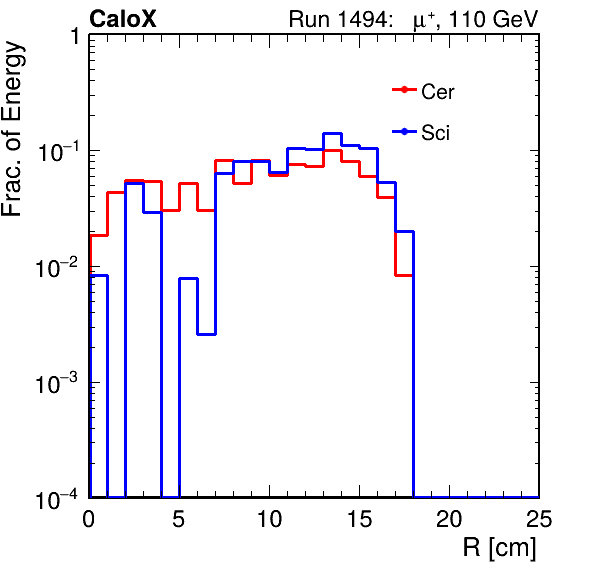 CaloX Run 1494: μ⁺, 110 GeV
Frac. of Energy
1
10⁻¹
10⁻²
10⁻³
10⁻⁴
Cer
Sci
0 5 10 15 20 25
R [cm]